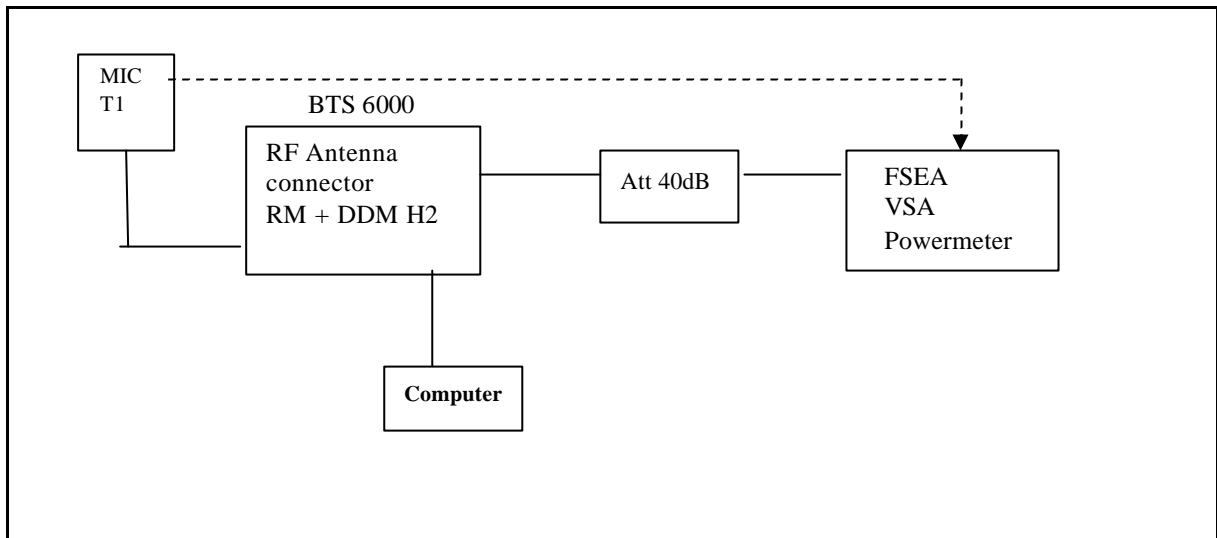 MIC
T1
BTS 6000
RF Antenna
connector
RM + DDM H2
Att 40dB
FSEA
VSA
Powermeter
Computer